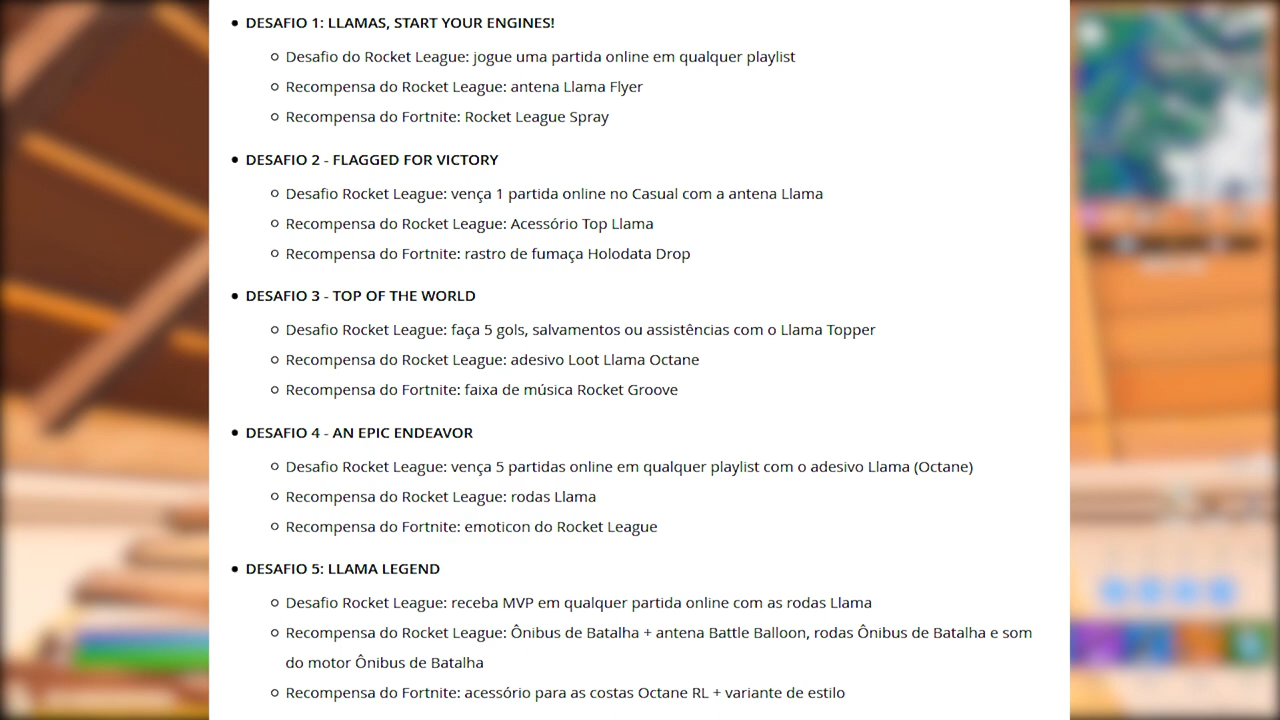 DESAFIO 1: LLAMAS, START YOUR ENGINES!
Desafio do Rocket League: jogue uma partida online em qualquer playlist
Recompensa do Rocket League: antena Llama Flyer
Recompensa do Fortnite: Rocket League Spray
DESAFIO 2 - FLAGGED FOR VICTORY
Desafio Rocket League: vença 1 partida online no Casual com a antena Llama
Recompensa do Rocket League: Acessório Top Llama
Recompensa do Fortnite: rastro de fumaça Holodata Drop
DESAFIO 3 - TOP OF THE WORLD
Desafio Rocket League: faça 5 gols, salvamentos ou assistências com o Llama Topper
Recompensa do Rocket League: adesivo Loot Llama Octane
Recompensa do Fortnite: faixa de música Rocket Groove
DESAFIO 4 - AN EPIC ENDEAVOR
Desafio Rocket League: vença 5 partidas online em qualquer playlist com o adesivo Llama (Octane)
Recompensa do Rocket League: rodas Llama
Recompensa do Fortnite: emoticon do Rocket League
DESAFIO 5: LLAMA LEGEND
Desafio Rocket League: receba MVP em qualquer partida online com as rodas Llama
Recompensa do Rocket League: Ônibus de Batalha + antena Battle Balloon, rodas Ônibus de Batalha e som
do motor Ônibus de Batalha
Recompensa do Fortnite: acessório para as costas Octane RL + variante de estilo